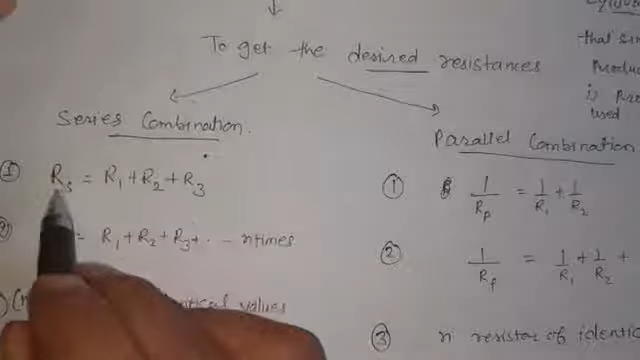 To get the desired resistances
Series Combination.
① Rs = R1 + R2 + R3
= R1 + R2 + R3 + . . - ntimes
values
that
Produc
is
used
Parallel Combination
① 1/Rp = 1/R1 + 1/R2
② 1/Rp = 1/R1 + 1/R2 +
③ n resistor of identic